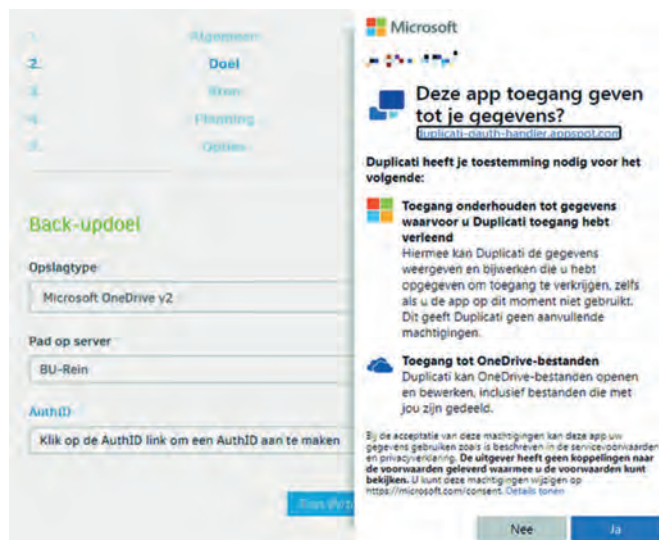 1. Algemeen
2. Doel
3. Bron
4. Planning
5. Opties
Back-updoel
Opslagtype
Microsoft OneDrive v2
Pad op server
BU-Rein
AuthID
Klik op de AuthID link om een AuthID aan te maken
Microsoft
Deze app toegang geven
tot je gegevens?
duplicati-oauth-handler.appspot.com
Duplicati heeft je toestemming nodig voor het
volgende:
Toegang onderhouden tot gegevens
waarvoor u Duplicati toegang hebt
verleend
Hiermee kan Duplicati de gegevens
weergeven en bijwerken die u hebt
opgegeven om toegang te verkrijgen, zelfs
als u de app op dit moment niet gebruikt.
Dit geeft Duplicati geen aanvullende
machtigingen.
Toegang tot OneDrive-bestanden
Duplicati kan OneDrive-bestanden openen
en bewerken, inclusief bestanden die met
jou zijn gedeeld.
Bij de acceptatie van deze machtigingen kan deze app uw
gegevens gebruiken zoals is beschreven in de servicevoorwaarden
en privacyverklaring. De uitgever heeft geen koppelingen naar
de voorwaarden geleverd waarmee u de voorwaarden kunt
bekijken. U kunt deze machtigingen wijzigen op
https://microsoft.com/consent. Details tonen
Nee
Ja